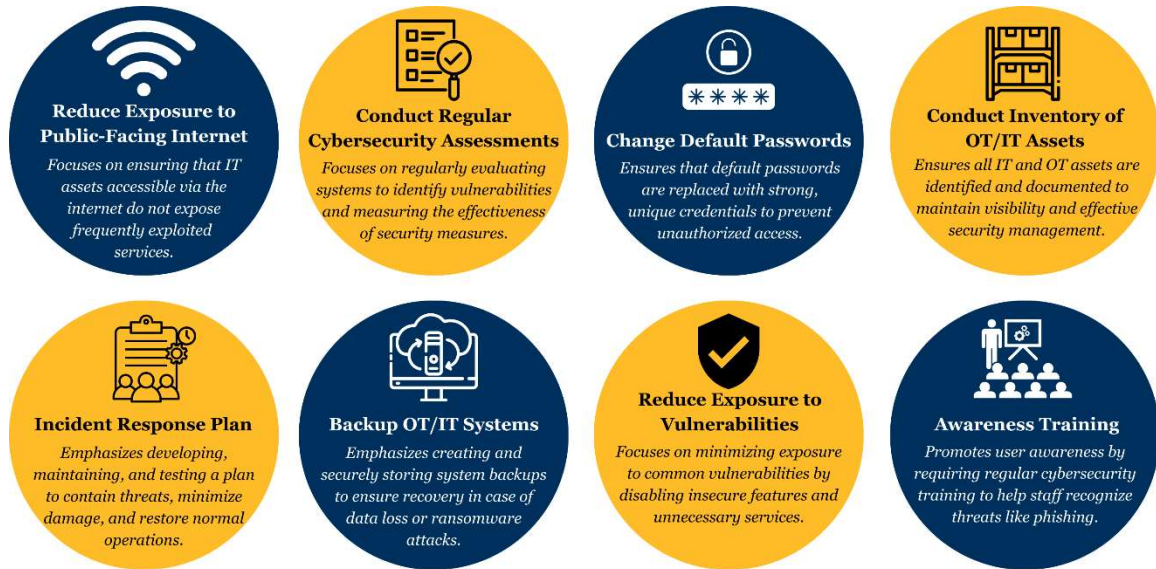 Reduce Exposure to
Public-Facing Internet
Focuses on ensuring that IT
assets accessible via the
internet do not expose
frequently exploited
services.
Conduct Regular
Cybersecurity Assessments
Focuses on regularly evaluating
systems to identify vulnerabilities
and measuring the effectiveness
of security measures.
****
Change Default Passwords
Ensures that default passwords
are replaced with strong,
unique credentials to prevent
unauthorized access.
Conduct Inventory of
OT/IT Assets
Ensures all IT and OT assets are
identified and documented to
maintain visibility and effective
security management.
Incident Response Plan
Emphasizes developing,
maintaining, and testing a plan
to contain threats, minimize
damage, and restore normal
operations.
Backup OT/IT Systems
Emphasizes creating and
securely storing system backups
to ensure recovery in case of
data loss or ransomware
attacks.
Reduce Exposure to
Vulnerabilities
Focuses on minimizing exposure
to common vulnerabilities by
disabling insecure features and
unnecessary services.
Awareness Training
Promotes user awareness by
requiring regular cybersecurity
training to help staff recognize
threats like phishing.